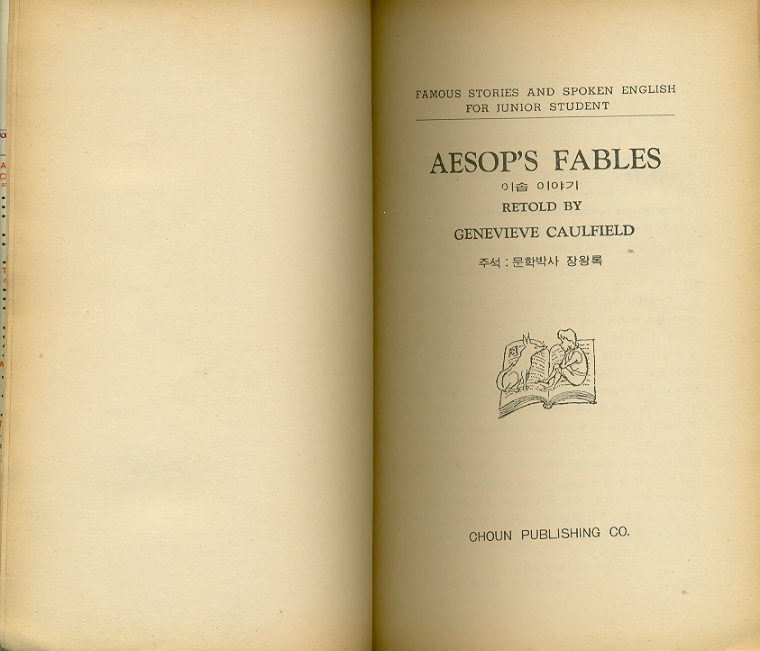 FAMOUS STORIES AND SPOKEN ENGLISH
FOR JUNIOR STUDENT
AESOP'S FABLES
이솝 이야기
RETOLD BY
GENEVIEVE CAULFIELD
주석 : 문학박사 장왕록
CHOUN PUBLISHING CO.